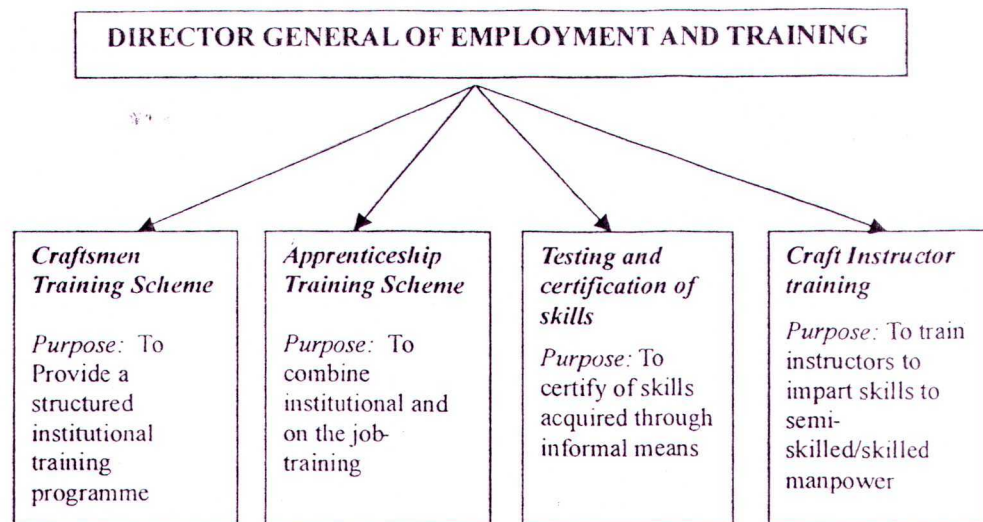 DIRECTOR GENERAL OF EMPLOYMENT AND TRAINING
Craftsmen
Training Scheme
Purpose: To
Provide a
structured
institutional
training
programme
Apprenticeship
Training Scheme
Purpose: To
combine
institutional and
on the job-
training
Testing and
certification of
skills
Purpose: To
certify of skills
acquired through
informal means
Craft Instructor
training
Purpose: To train
instructors to
impart skills to
semi-
skilled/skilled
manpower